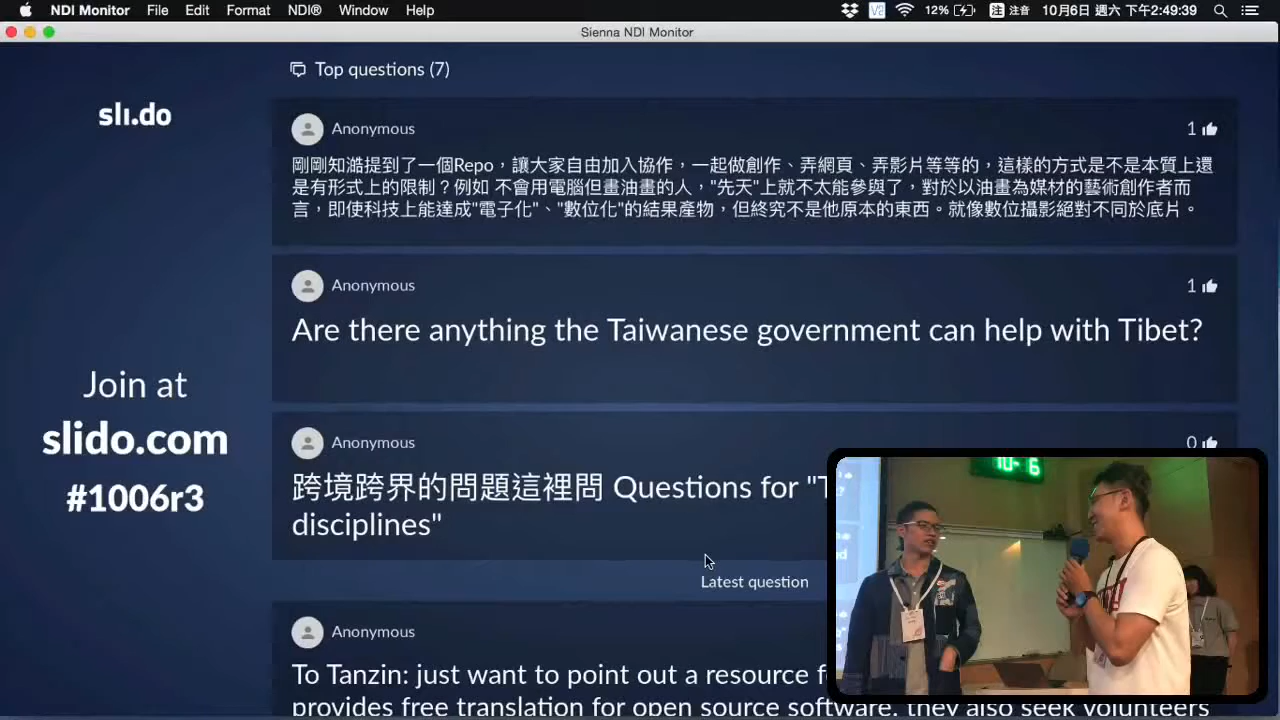 NDI Monitor File Edit Format NDI® Window Help 12% 注 注音 10月6日 週六 下午2:49:39
Sienna NDI Monitor
Top questions (7)
sli.do
Anonymous 1
剛剛知澔提到了一個Repo，讓大家自由加入協作，一起做創作、弄網頁、弄影片等等的，這樣的方式是不是本質上還
是有形式上的限制？例如 不會用電腦但畫油畫的人，"先天"上就不太能參與了，對於以油畫為媒材的藝術創作者而
言，即使科技上能達成"電子化"、"數位化"的結果產物，但終究不是他原本的東西。就像數位攝影絕對不同於底片。
Anonymous 1
Are there anything the Taiwanese government can help with Tibet?
Join at
slido.com
#1006r3
Anonymous 0
跨境跨界的問題這裡問 Questions for "T
disciplines"
Latest question
Anonymous
To Tanzin: just want to point out a resource f
provides free translation for open source software. they also seek volunteers
10-6